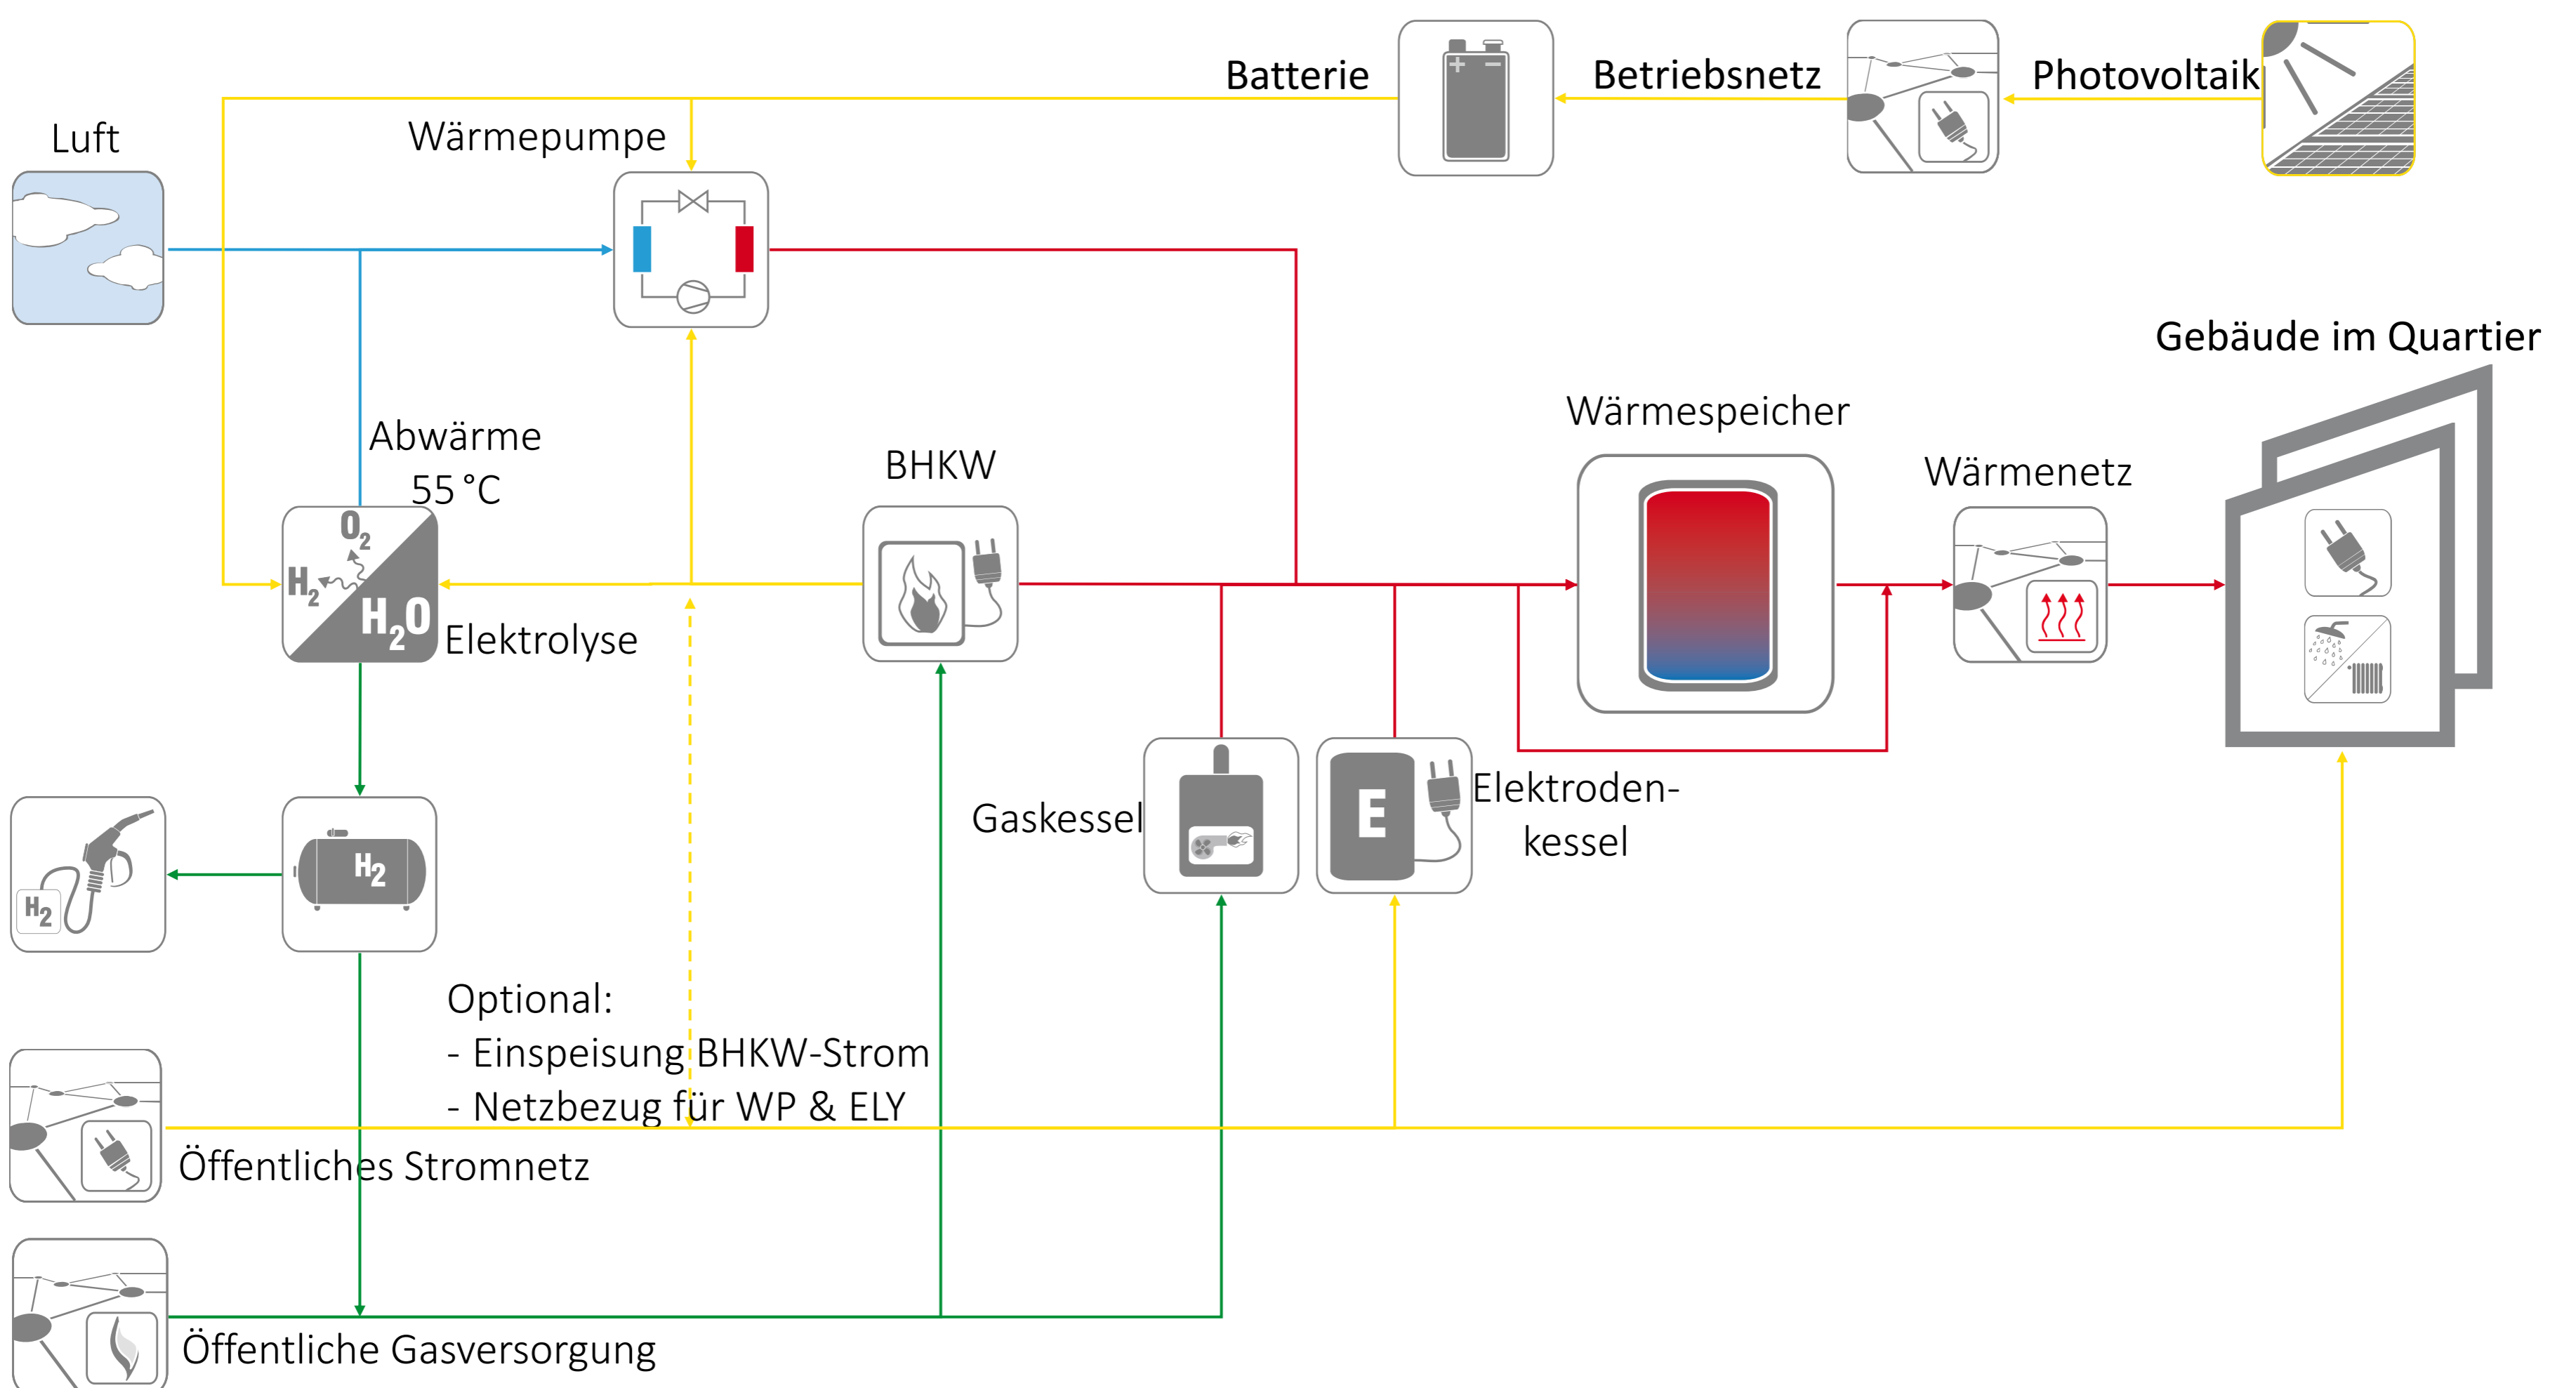 Batterie
Betriebsnetz
Photovoltaik
+ −
Luft
Wärmepumpe
Gebäude im Quartier
Wärmespeicher
Abwärme
55 °C
BHKW
Wärmenetz
O2
H2
H2O
Elektrolyse
Gaskessel
E
Elektroden-
kessel
H2
H2
Optional:
- Einspeisung BHKW-Strom
- Netzbezug für WP & ELY
Öffentliches Stromnetz
Öffentliche Gasversorgung